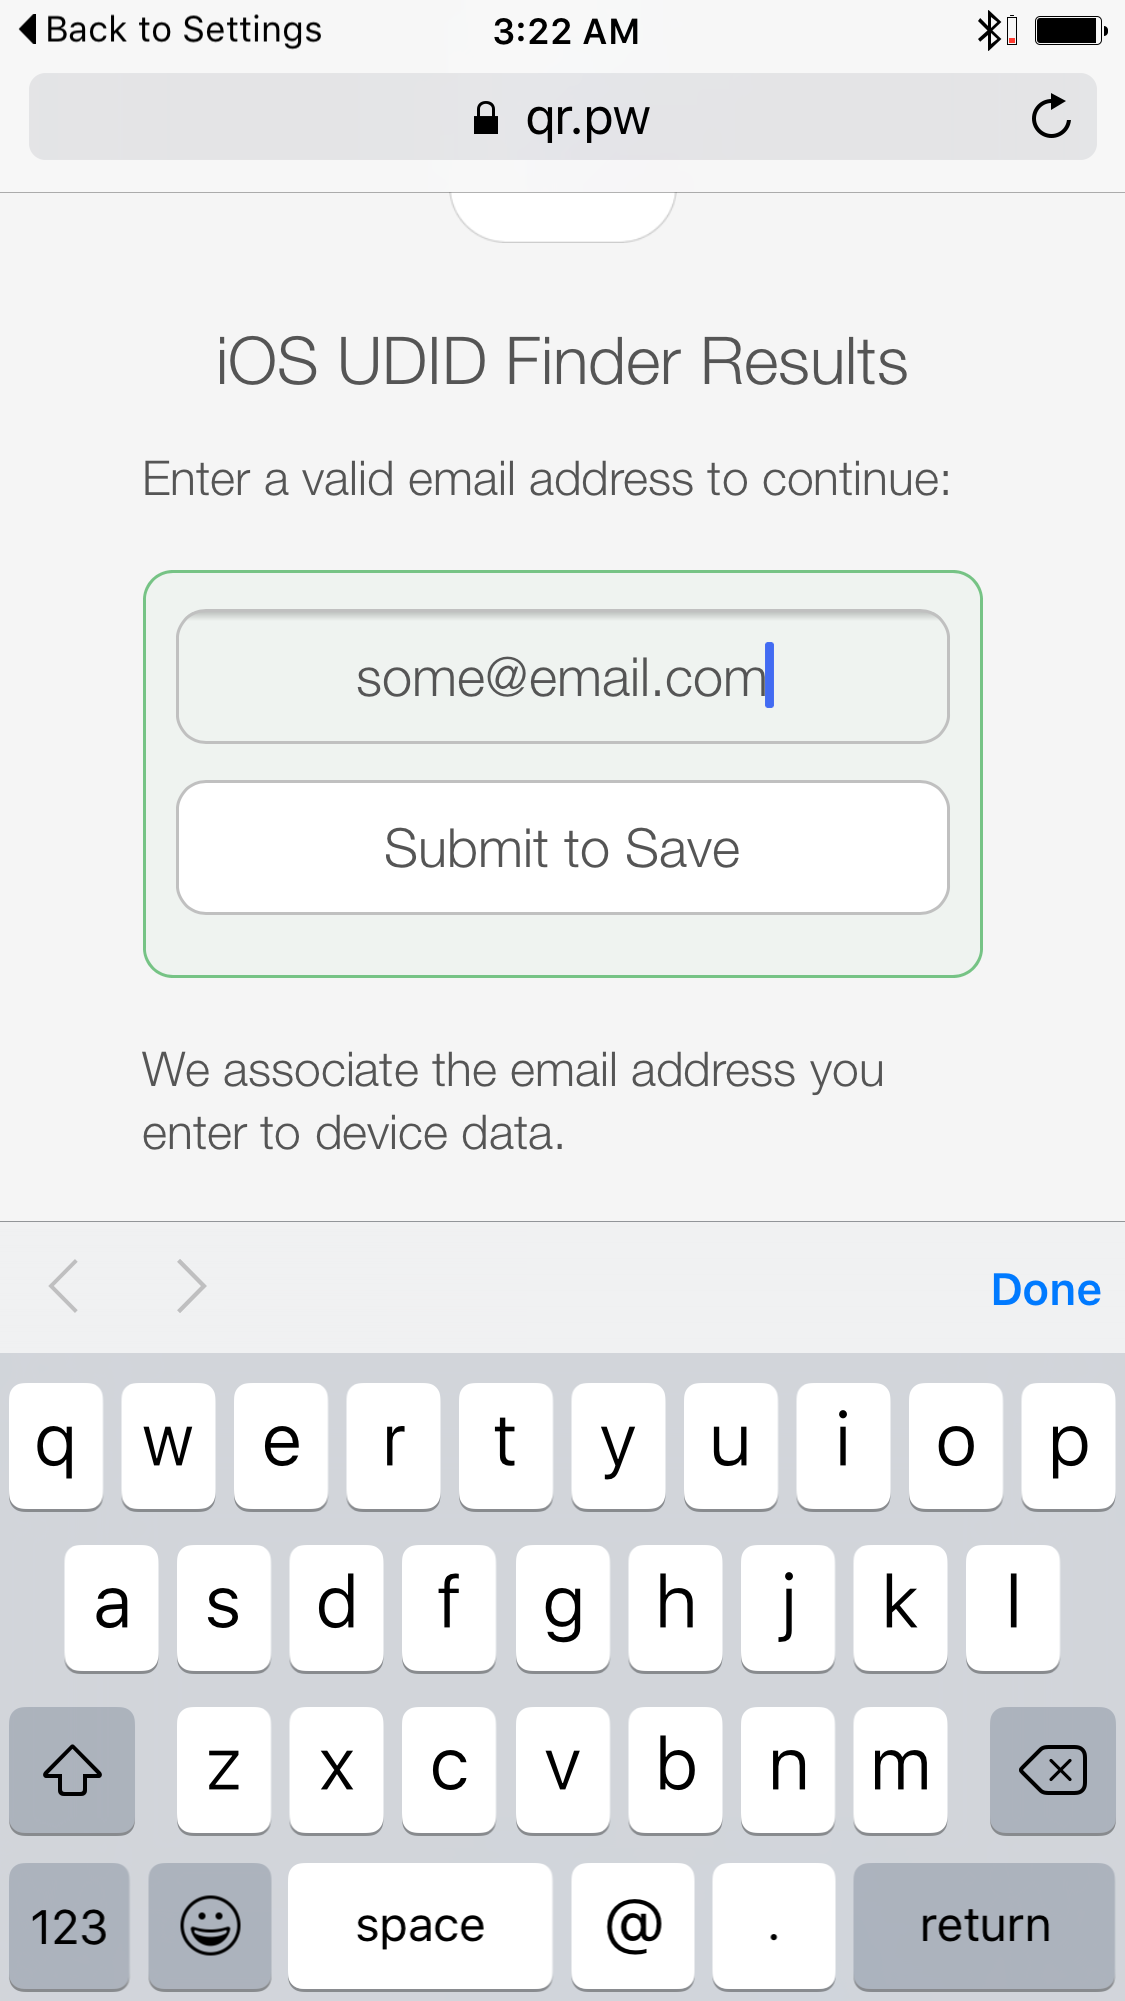 Back to Settings 3:22 AM
qr.pw
iOS UDID Finder Results
Enter a valid email address to continue:
some@email.com
Submit to Save
We associate the email address you
enter to device data.
Done
q w e r t y u i o p
a s d f g h j k l
z x c v b n m
123 space @ . return